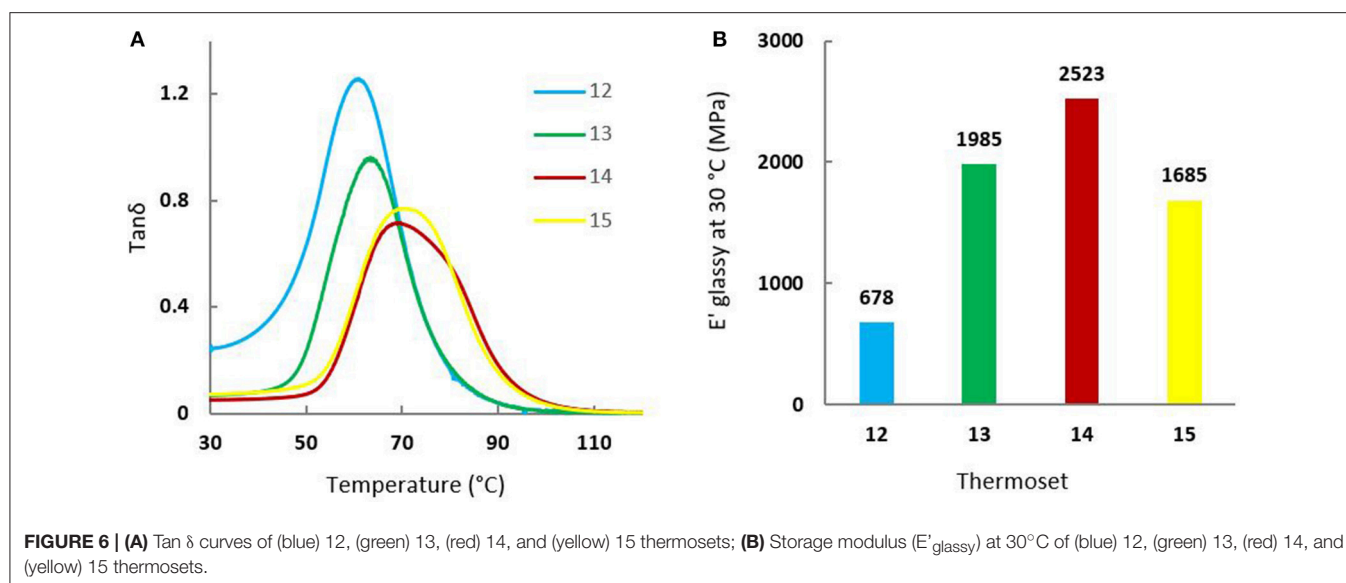 A
Tanδ
1.2
0.8
0.4
0
30 50 70 90 110
Temperature (°C)
12
13
14
15
B
E' glassy at 30 °C (MPa)
3000
2000
1000
0
678
1985
2523
1685
12 13 14 15
Thermoset
FIGURE 6 | (A) Tan δ curves of (blue) 12, (green) 13, (red) 14, and (yellow) 15 thermosets; (B) Storage modulus (E'glassy) at 30°C of (blue) 12, (green) 13, (red) 14, and
(yellow) 15 thermosets.